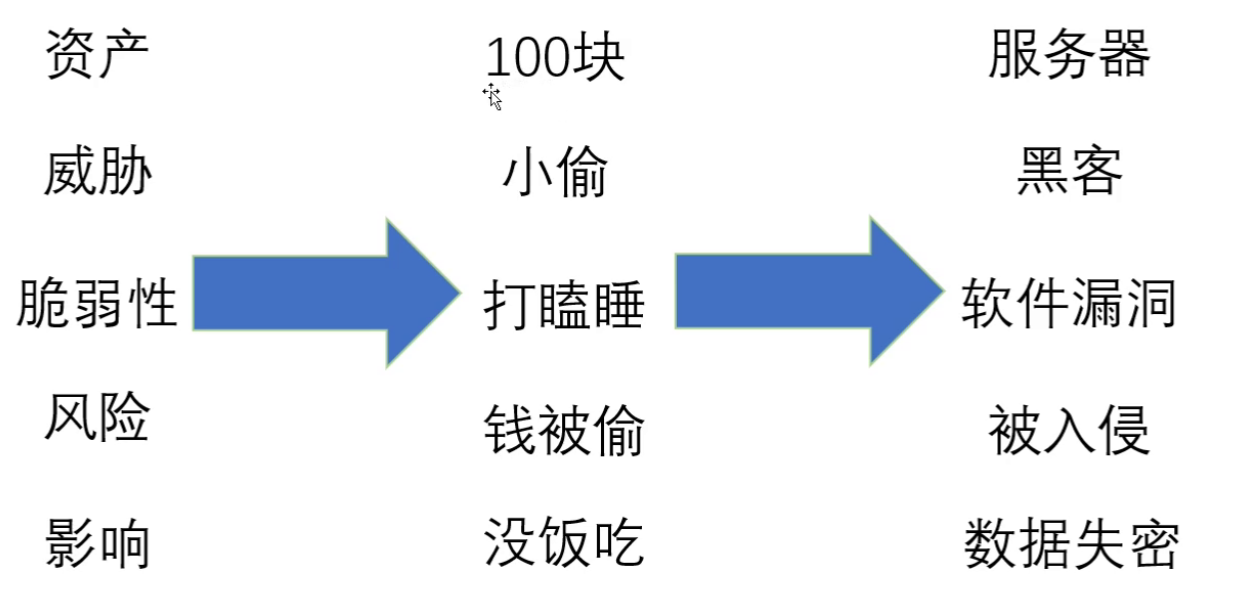 资产 100块 服务器
威胁 小偷 黑客
脆弱性 打瞌睡 软件漏洞
风险 钱被偷 被入侵
影响 没饭吃 数据失密